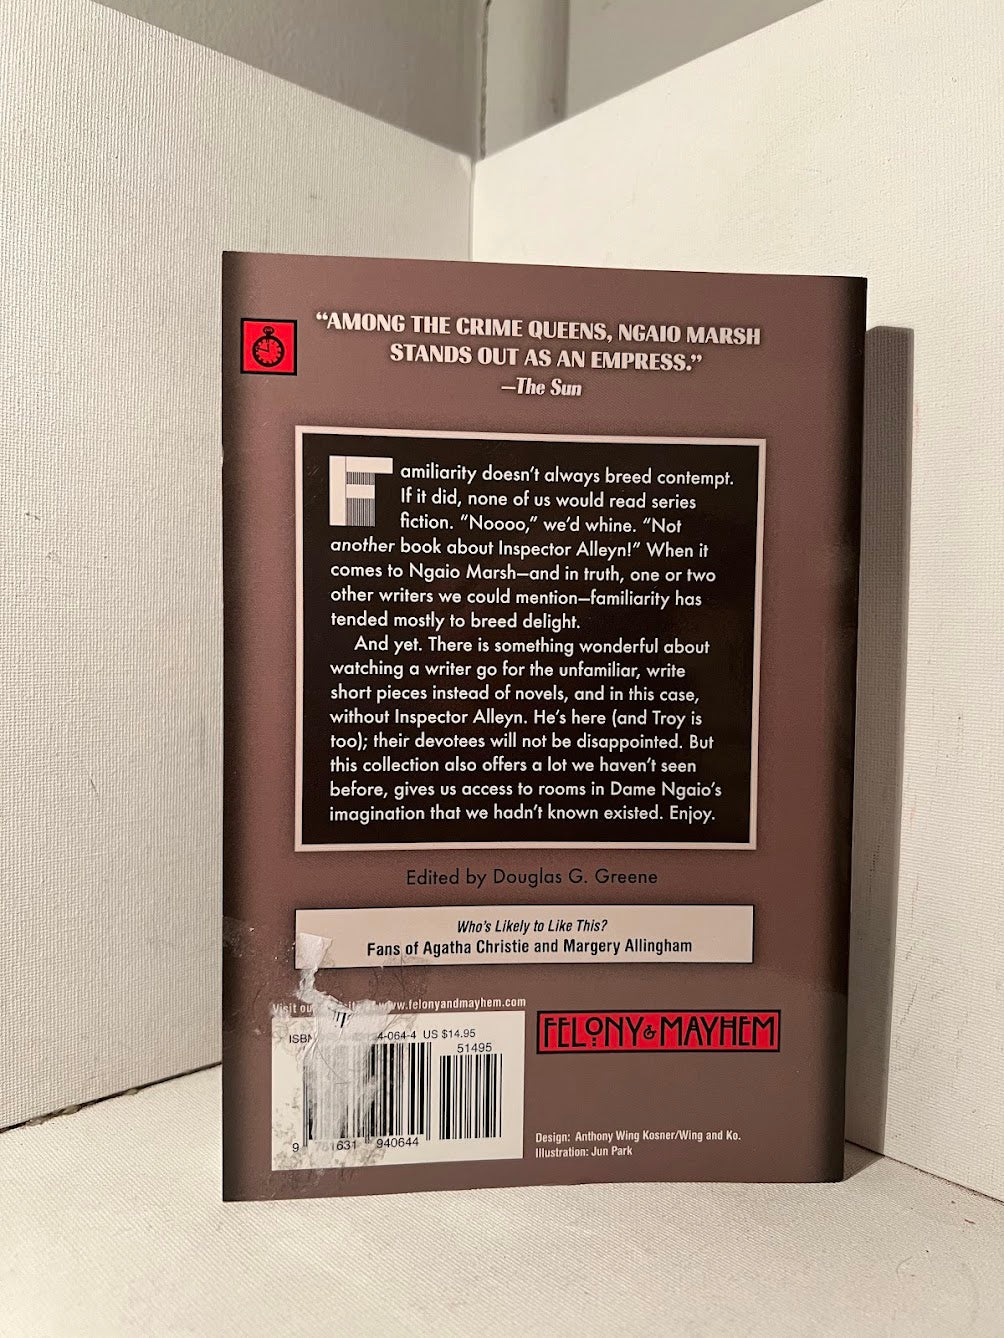 “AMONG THE CRIME QUEENS, NGAIO MARSH
STANDS OUT AS AN EMPRESS.”
—The Sun
Familiarity doesn’t always breed contempt.
If it did, none of us would read series
fiction. “Noooo,” we’d whine. “Not
another book about Inspector Alleyn!” When it
comes to Ngaio Marsh—and in truth, one or two
other writers we could mention—familiarity has
tended mostly to breed delight.
And yet. There is something wonderful about
watching a writer go for the unfamiliar, write
short pieces instead of novels, and in this case,
without Inspector Alleyn. He’s here (and Troy is
too); their devotees will not be disappointed. But
this collection also offers a lot we haven’t seen
before, gives us access to rooms in Dame Ngaio’s
imagination that we hadn’t known existed. Enjoy.
Edited by Douglas G. Greene
Who’s Likely to Like This?
Fans of Agatha Christie and Margery Allingham
Visit www.felonyandmayhem.com
FELONY & MAYHEM
ISBN 4-064-4 US $14.95
51495
9 781631 940644
Design: Anthony Wing Kosner/Wing and Ko.
Illustration: Jun Park